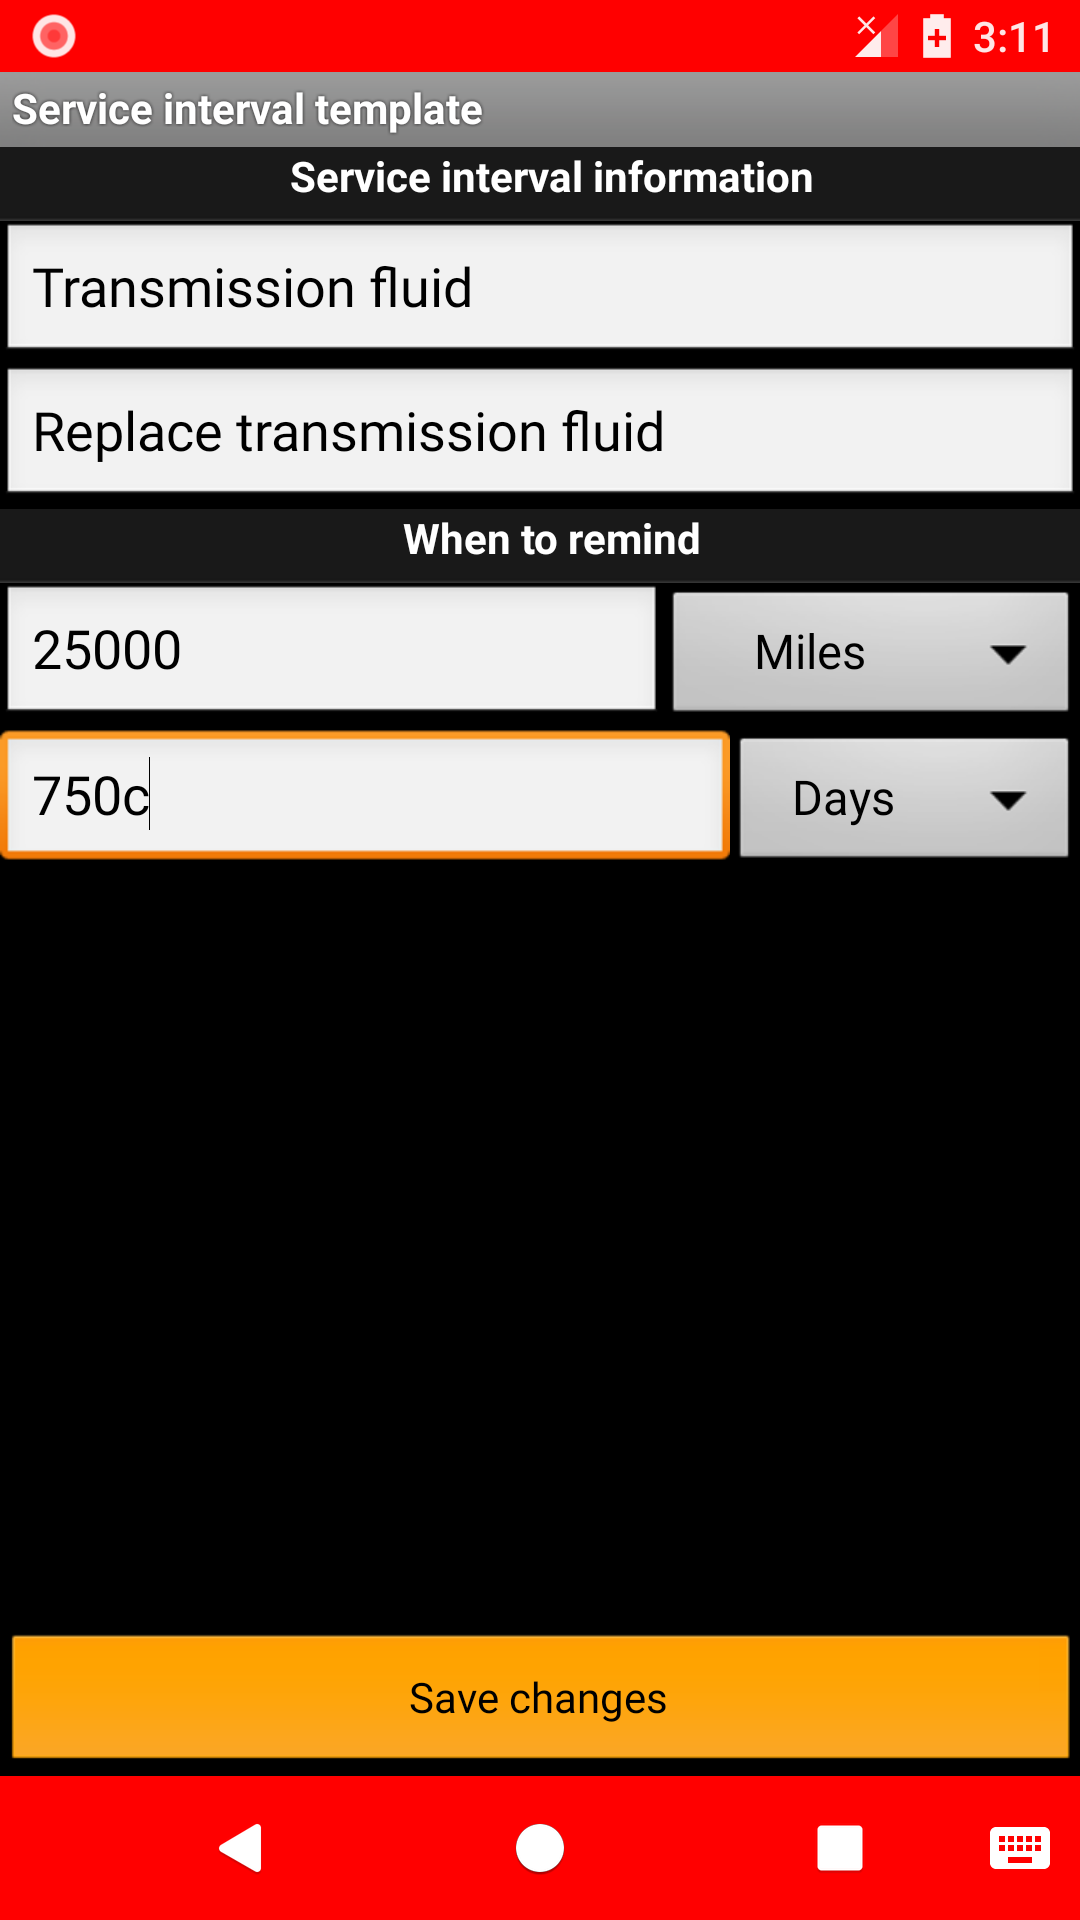 3:11
Service interval template
Service interval information
Transmission fluid
Replace transmission fluid
When to remind
25000
Miles
750c
Days
Save changes